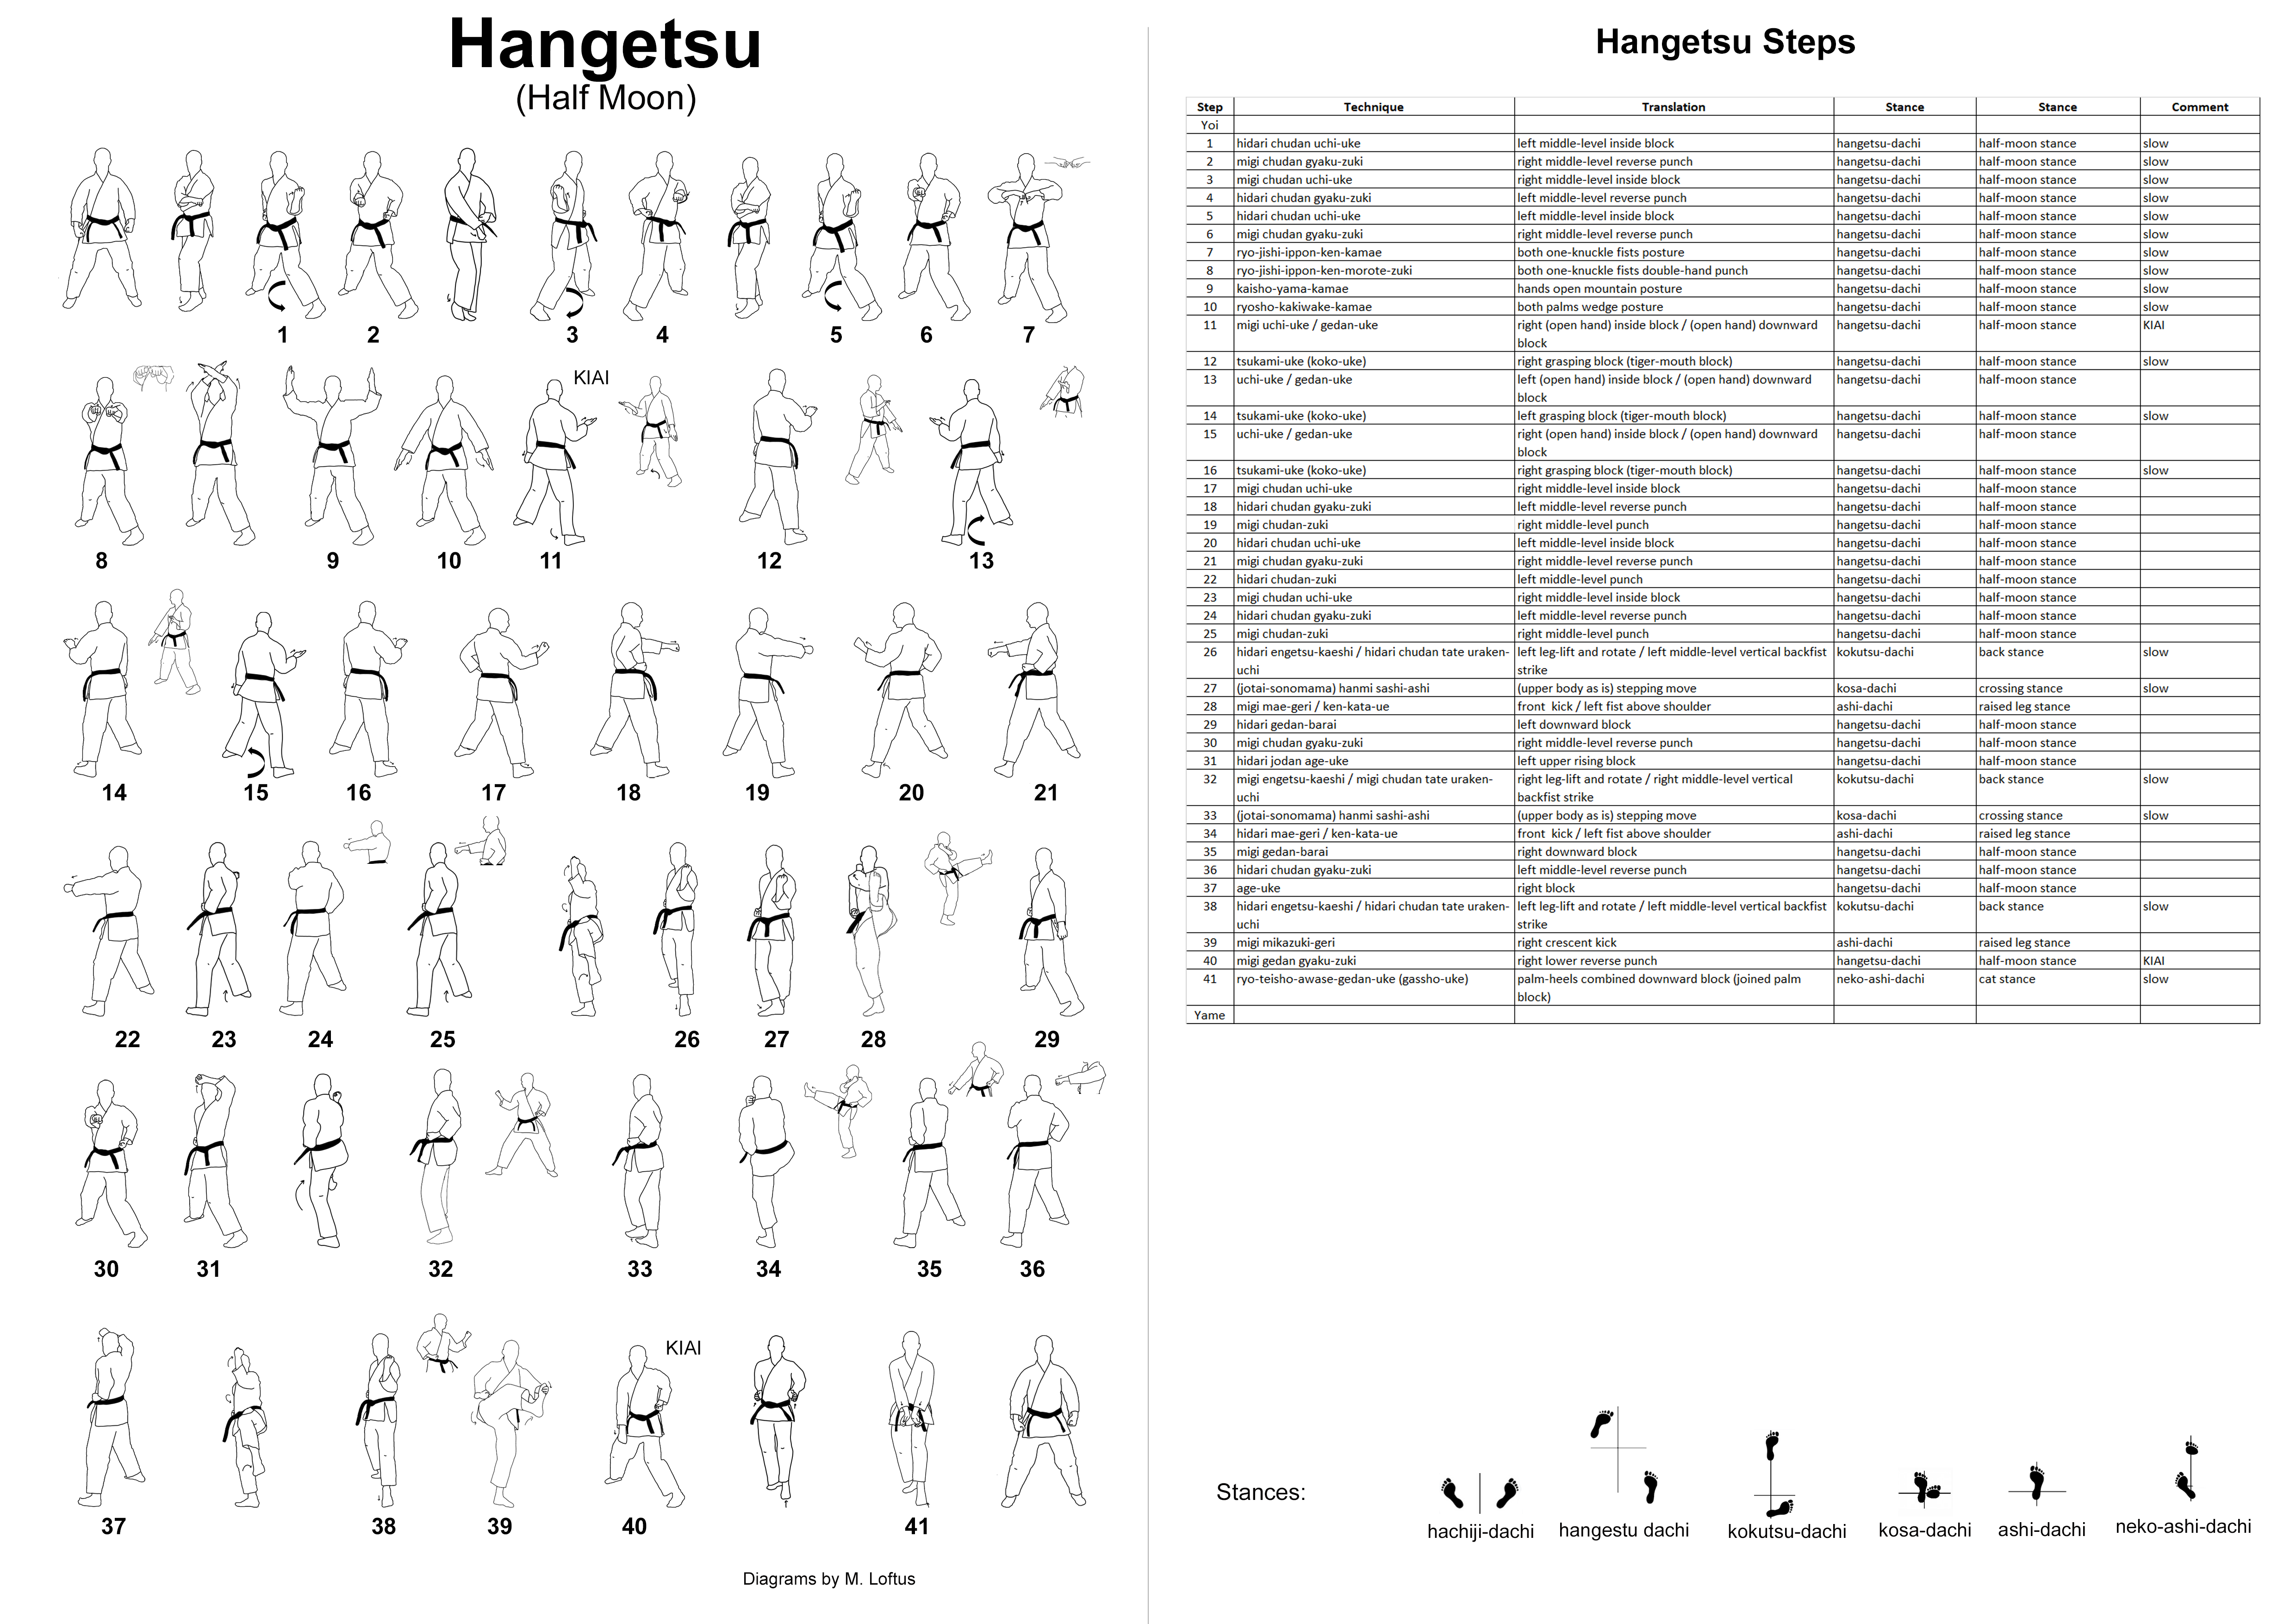 Hangetsu
(Half Moon)
1 2 3 4 5 6 7
KIAI
8 9 10 11 12 13
14 15 16 17 18 19 20 21
22 23 24 25 26 27 28 29
30 31 32 33 34 35 36
KIAI
37 38 39 40 41
Diagrams by M. Loftus
Hangetsu Steps
Step Technique Translation Stance Stance Comment
Yoi
1 hidari chudan uchi-uke left middle-level inside block hangetsu-dachi half-moon stance slow
2 migi chudan gyaku-zuki right middle-level reverse punch hangetsu-dachi half-moon stance slow
3 migi chudan uchi-uke right middle-level inside block hangetsu-dachi half-moon stance slow
4 hidari chudan gyaku-zuki left middle-level reverse punch hangetsu-dachi half-moon stance slow
5 hidari chudan uchi-uke left middle-level inside block hangetsu-dachi half-moon stance slow
6 migi chudan gyaku-zuki right middle-level reverse punch hangetsu-dachi half-moon stance slow
7 ryo-jishi-ippon-ken-kamae both one-knuckle fists posture hangetsu-dachi half-moon stance slow
8 ryo-jishi-ippon-ken-morote-zuki both one-knuckle fists double-hand punch hangetsu-dachi half-moon stance slow
9 kaisho-yama-kamae hands open mountain posture hangetsu-dachi half-moon stance slow
10 ryosho-kakiwake-kamae both palms wedge posture hangetsu-dachi half-moon stance slow
11 migi uchi-uke / gedan-uke right (open hand) inside block / (open hand) downward hangetsu-dachi half-moon stance KIAI
block
12 tsukami-uke (koko-uke) right grasping block (tiger-mouth block) hangetsu-dachi half-moon stance slow
13 uchi-uke / gedan-uke left (open hand) inside block / (open hand) downward hangetsu-dachi half-moon stance
block
14 tsukami-uke (koko-uke) left grasping block (tiger-mouth block) hangetsu-dachi half-moon stance slow
15 uchi-uke / gedan-uke right (open hand) inside block / (open hand) downward hangetsu-dachi half-moon stance
block
16 tsukami-uke (koko-uke) right grasping block (tiger-mouth block) hangetsu-dachi half-moon stance slow
17 migi chudan uchi-uke right middle-level inside block hangetsu-dachi half-moon stance
18 hidari chudan gyaku-zuki left middle-level reverse punch hangetsu-dachi half-moon stance
19 migi chudan-zuki right middle-level punch hangetsu-dachi half-moon stance
20 hidari chudan uchi-uke left middle-level inside block hangetsu-dachi half-moon stance
21 migi chudan gyaku-zuki right middle-level reverse punch hangetsu-dachi half-moon stance
22 hidari chudan-zuki left middle-level punch hangetsu-dachi half-moon stance
23 migi chudan uchi-uke right middle-level inside block hangetsu-dachi half-moon stance
24 hidari chudan gyaku-zuki left middle-level reverse punch hangetsu-dachi half-moon stance
25 migi chudan-zuki right middle-level punch hangetsu-dachi half-moon stance
26 hidari engetsu-kaeshi / hidari chudan tate uraken- left leg-lift and rotate / left middle-level vertical backfist kokutsu-dachi back stance slow
uchi strike
27 (jotai-sonomama) hanmi sashi-ashi (upper body as is) stepping move kosa-dachi crossing stance slow
28 migi mae-geri / ken-kata-ue front kick / left fist above shoulder ashi-dachi raised leg stance
29 hidari gedan-barai left downward block hangetsu-dachi half-moon stance
30 migi chudan gyaku-zuki right middle-level reverse punch hangetsu-dachi half-moon stance
31 hidari jodan age-uke left upper rising block hangetsu-dachi half-moon stance
32 migi engetsu-kaeshi / migi chudan tate uraken- right leg-lift and rotate / right middle-level vertical kokutsu-dachi back stance slow
uchi backfist strike
33 (jotai-sonomama) hanmi sashi-ashi (upper body as is) stepping move kosa-dachi crossing stance slow
34 hidari mae-geri / ken-kata-ue front kick / left fist above shoulder ashi-dachi raised leg stance
35 migi gedan-barai right downward block hangetsu-dachi half-moon stance
36 hidari chudan gyaku-zuki left middle-level reverse punch hangetsu-dachi half-moon stance
37 age-uke right block hangetsu-dachi half-moon stance
38 hidari engetsu-kaeshi / hidari chudan tate uraken- left leg-lift and rotate / left middle-level vertical backfist kokutsu-dachi back stance slow
uchi strike
39 migi mikazuki-geri right crescent kick ashi-dachi raised leg stance
40 migi gedan gyaku-zuki right lower reverse punch hangetsu-dachi half-moon stance KIAI
41 ryo-teisho-awase-gedan-uke (gassho-uke) palm-heels combined downward block (joined palm neko-ashi-dachi cat stance slow
block)
Yame
Stances:
hachiji-dachi hangestu dachi kokutsu-dachi kosa-dachi ashi-dachi neko-ashi-dachi